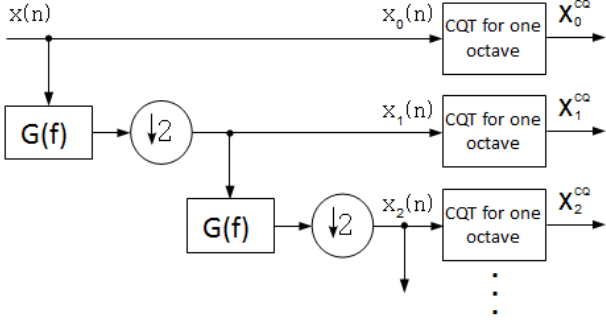 x(n)
x₀(n)
CQT for one
octave
X₀ᶜQ
G(f)
↓2
x₁(n)
CQT for one
octave
X₁ᶜQ
G(f)
↓2
x₂(n)
CQT for one
octave
X₂ᶜQ